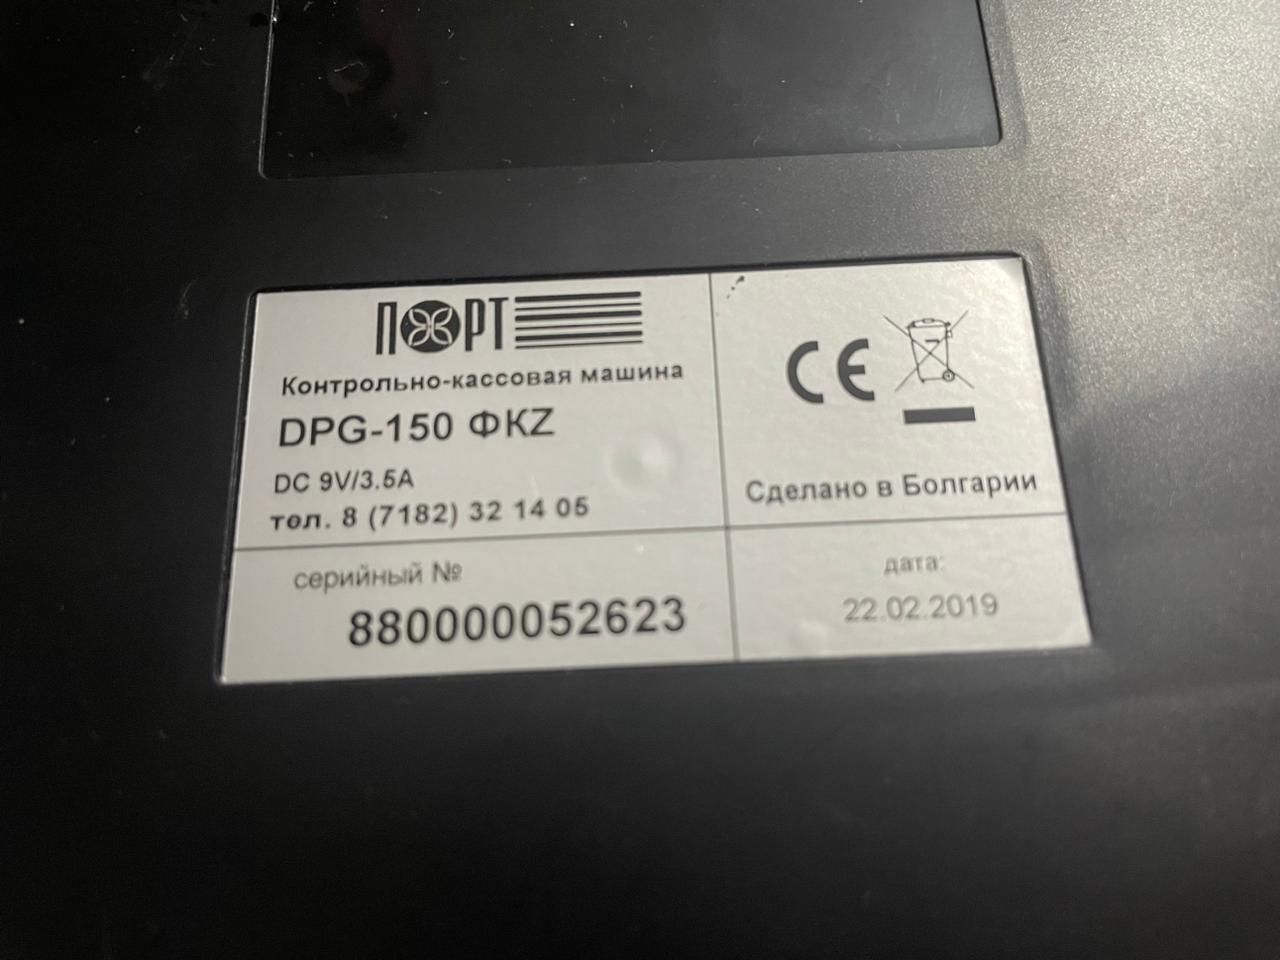 ПОРТ
Контрольно-кассовая машина
DPG-150 ФKZ
DC 9V/3.5A
тел. 8 (7182) 32 14 05
CE
Сделано в Болгарии
серийный №
880000052623
дата:
22.02.2019